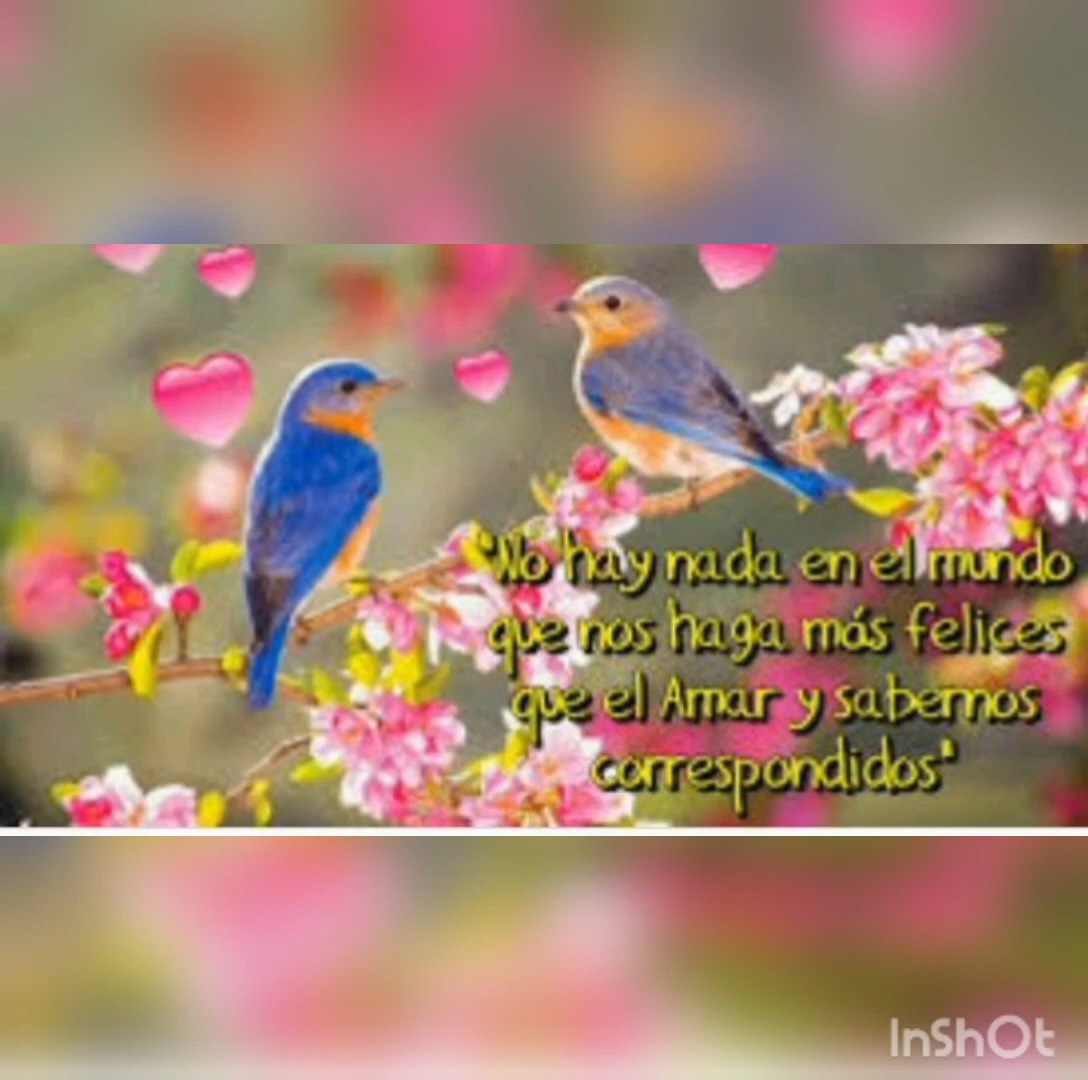 "No hay nada en el mundo
que nos haga más felices
que el Amar y sabernos
correspondidos"
InShOt